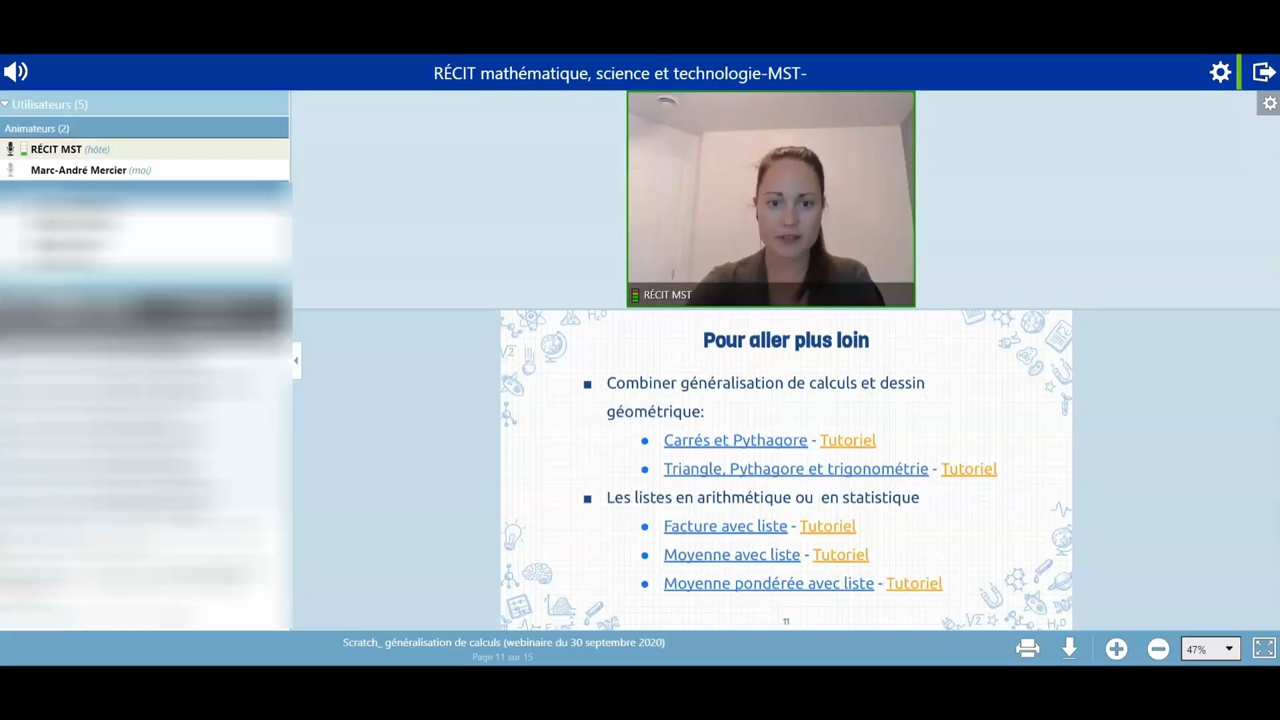 RÉCIT mathématique, science et technologie-MST-
Utilisateurs (5)
Animateurs (2)
RÉCIT MST (hôte)
Marc-André Mercier (moi)
RÉCIT MST
Pour aller plus loin
Combiner généralisation de calculs et dessin
géométrique:
Carrés et Pythagore - Tutoriel
Triangle, Pythagore et trigonométrie - Tutoriel
Les listes en arithmétique ou en statistique
Facture avec liste - Tutoriel
Moyenne avec liste - Tutoriel
Moyenne pondérée avec liste - Tutoriel
11
Scratch_ généralisation de calculs (webinaire du 30 septembre 2020)
Page 11 sur 15
47%